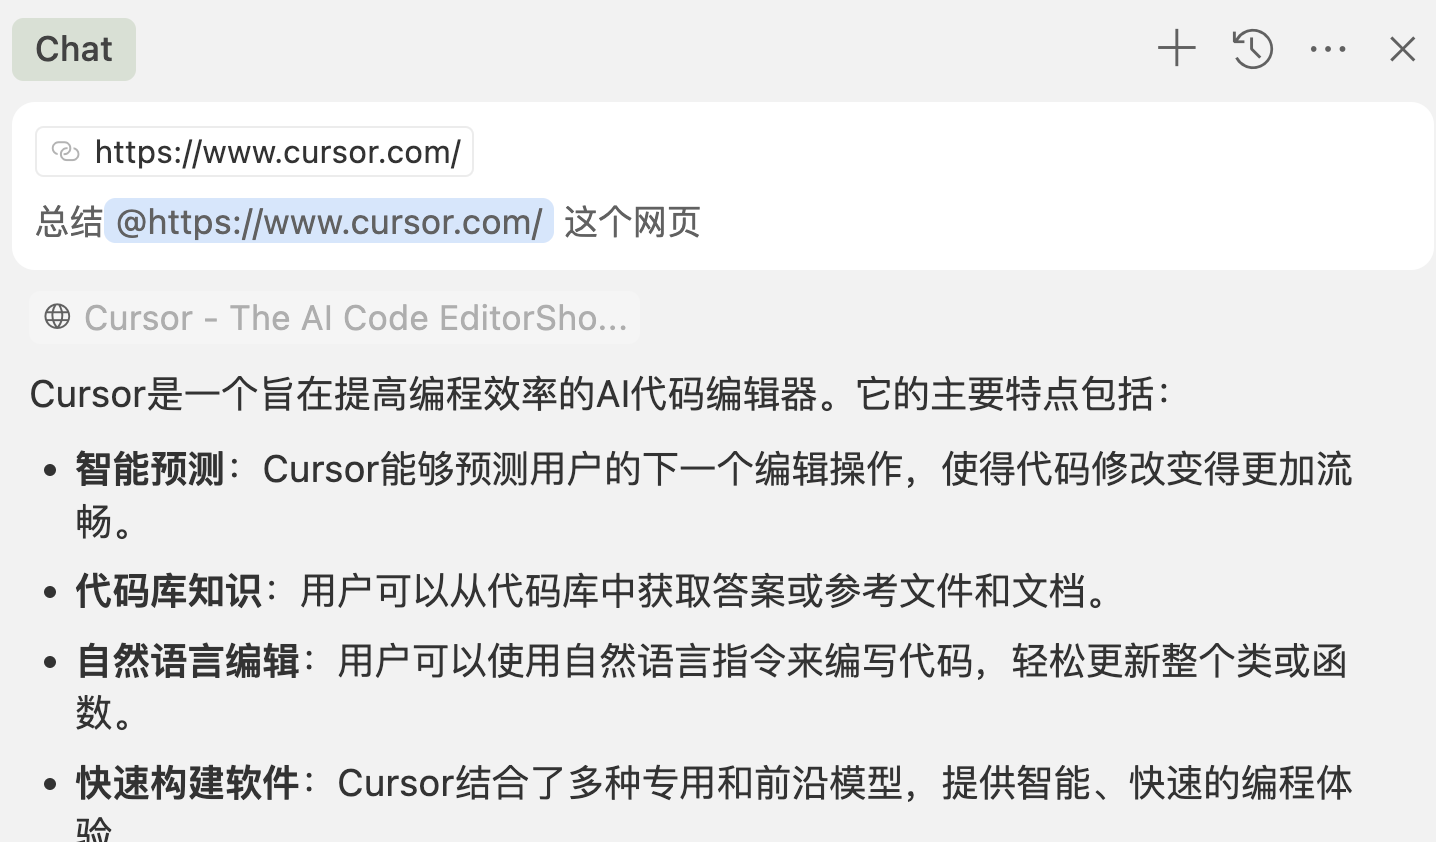 Chat
https://www.cursor.com/
总结 @https://www.cursor.com/ 这个网页
Cursor - The AI Code EditorSho...
Cursor是一个旨在提高编程效率的AI代码编辑器。它的主要特点包括：
• 智能预测：Cursor能够预测用户的下一个编辑操作，使得代码修改变得更加流
畅。
• 代码库知识：用户可以从代码库中获取答案或参考文件和文档。
• 自然语言编辑：用户可以使用自然语言指令来编写代码，轻松更新整个类或函
数。
• 快速构建软件：Cursor结合了多种专用和前沿模型，提供智能、快速的编程体
验